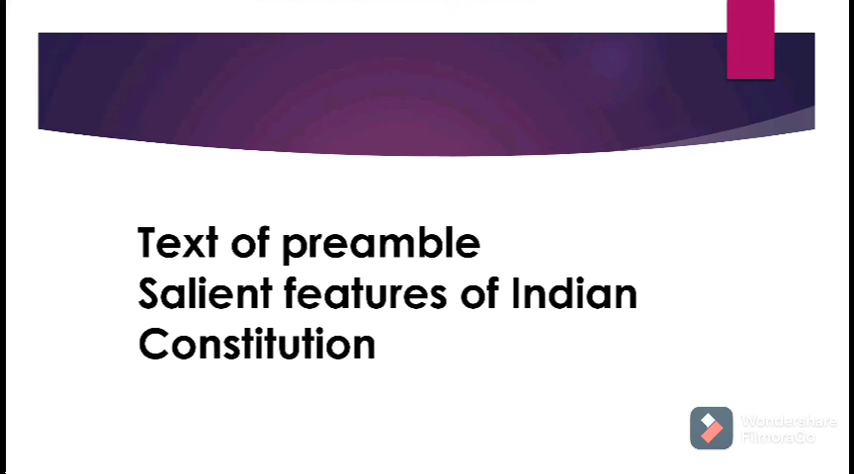 Text of preamble
Salient features of Indian
Constitution
Wondershare
FilmoraGo